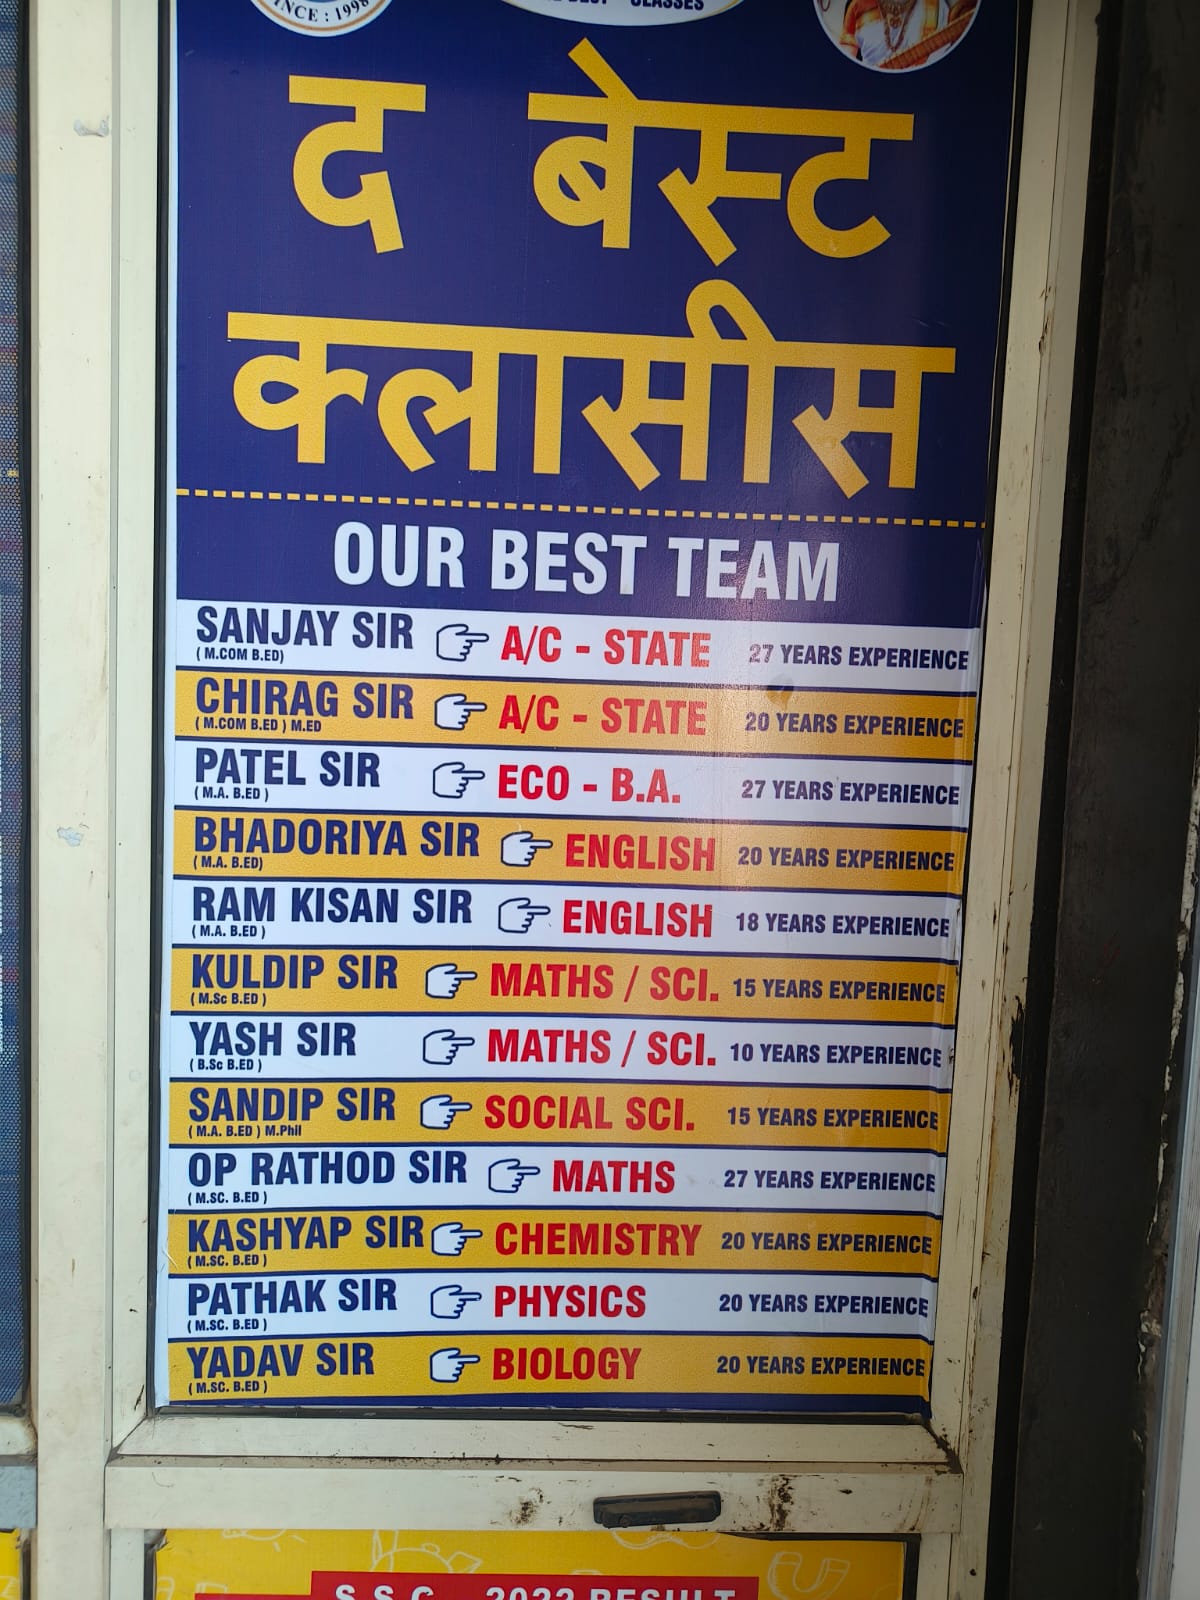 INCE : 1998
CLASSES
द बेस्ट
क्लासीस
OUR BEST TEAM
SANJAY SIR A/C - STATE 27 YEARS EXPERIENCE
( M.COM B.ED)
CHIRAG SIR A/C - STATE 20 YEARS EXPERIENCE
( M.COM B.ED ) M.ED
PATEL SIR ECO - B.A. 27 YEARS EXPERIENCE
( M.A. B.ED )
BHADORIYA SIR ENGLISH 20 YEARS EXPERIENCE
( M.A. B.ED)
RAM KISAN SIR ENGLISH 18 YEARS EXPERIENCE
( M.A. B.ED )
KULDIP SIR MATHS / SCI. 15 YEARS EXPERIENCE
( M.Sc B.ED )
YASH SIR MATHS / SCI. 10 YEARS EXPERIENCE
( B.Sc B.ED )
SANDIP SIR SOCIAL SCI. 15 YEARS EXPERIENCE
( M.A. B.ED ) M.Phil
OP RATHOD SIR MATHS 27 YEARS EXPERIENCE
( M.SC. B.ED )
KASHYAP SIR CHEMISTRY 20 YEARS EXPERIENCE
( M.SC. B.ED )
PATHAK SIR PHYSICS 20 YEARS EXPERIENCE
( M.SC. B.ED )
YADAV SIR BIOLOGY 20 YEARS EXPERIENCE
( M.SC. B.ED )